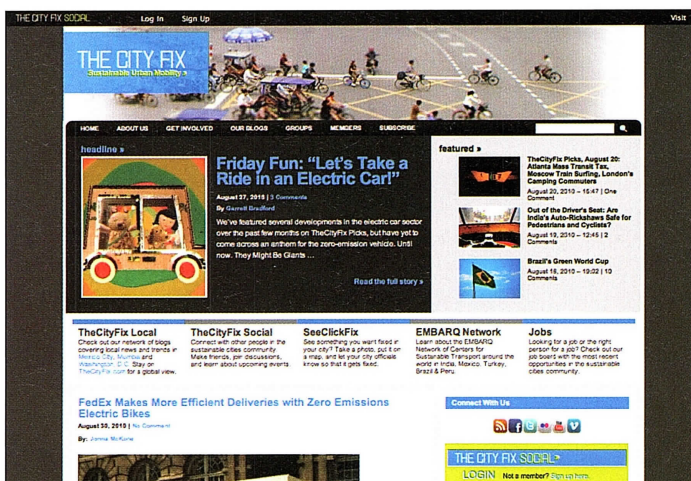 THE CITY FIX SOCIAL Log In Sign Up Visit
THE CITY FIX
Sustainable Urban Mobility »
HOME ABOUT US GET INVOLVED OUR BLOGS GROUPS MEMBERS SUBSCRIBE
headline »
Friday Fun: “Let’s Take a
Ride in an Electric Car!”
August 27, 2010 | 3 Comments
By Garrett Bradford
We've featured several developments in the electric car sector
over the past few months on TheCityFix Picks, but have yet to
come across an anthem for the zero-emission vehicle. Until
now. They Might Be Giants ...
Read the full story »
featured »
TheCityFix Picks, August 20:
Atlanta Mass Transit Tax,
Moscow Train Surfing, London's
Camping Commuters
August 20, 2010 – 15:47 | One
Comment
Out of the Driver's Seat: Are
India's Auto-Rickshaws Safe for
Pedestrians and Cyclists?
August 19, 2010 – 12:45 | 2
Comments
Brazil's Green World Cup
August 16, 2010 – 19:02 | 10
Comments
TheCityFix Local
Check out our network of blogs
covering local news and trends in
Mexico City, Mumbai and
Washington, D.C. Stay on
TheCityFix.com for a global view.
TheCityFix Social
Connect with other people in the
sustainable cities community.
Make friends, join discussions,
and learn about upcoming events.
SeeClickFix
See something you want fixed in
your city? Take a photo, put it on
a map, and let your city officials
know so that it gets fixed.
EMBARQ Network
Learn about the EMBARQ
Network of Centers for
Sustainable Transport around the
world in India, Mexico, Turkey,
Brazil & Peru.
Jobs
Looking for a job or the right
person for a job? Check out our
job board with the most recent
opportunities in the sustainable
cities community.
FedEx Makes More Efficient Deliveries with Zero Emissions
Electric Bikes
August 30, 2010 | No Comment
By: Jonna McKone
Connect With Us
THE CITY FIX SOCIAL»
LOGIN Not a member? Sign up here.